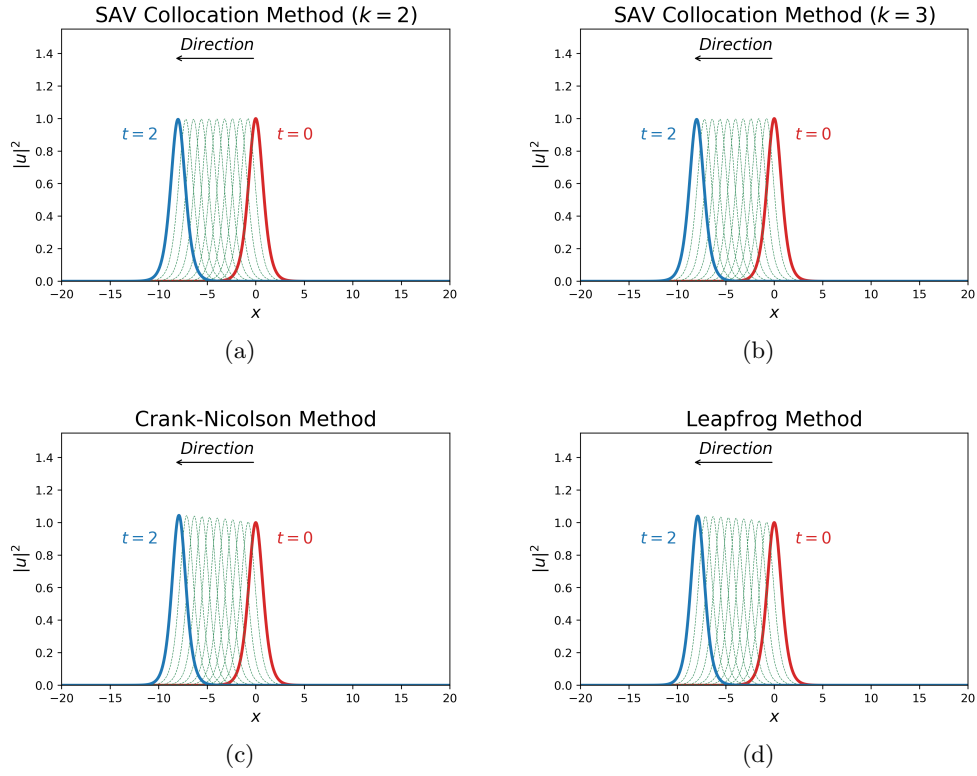 SAV Collocation Method (k = 2)
Direction
t = 2
t = 0
|u|²
1.4
1.2
1.0
0.8
0.6
0.4
0.2
0.0
−20 −15 −10 −5 0 5 10 15 20
x
(a)
SAV Collocation Method (k = 3)
Direction
t = 2
t = 0
|u|²
1.4
1.2
1.0
0.8
0.6
0.4
0.2
0.0
−20 −15 −10 −5 0 5 10 15 20
x
(b)
Crank-Nicolson Method
Direction
t = 2
t = 0
|u|²
1.4
1.2
1.0
0.8
0.6
0.4
0.2
0.0
−20 −15 −10 −5 0 5 10 15 20
x
(c)
Leapfrog Method
Direction
t = 2
t = 0
|u|²
1.4
1.2
1.0
0.8
0.6
0.4
0.2
0.0
−20 −15 −10 −5 0 5 10 15 20
x
(d)